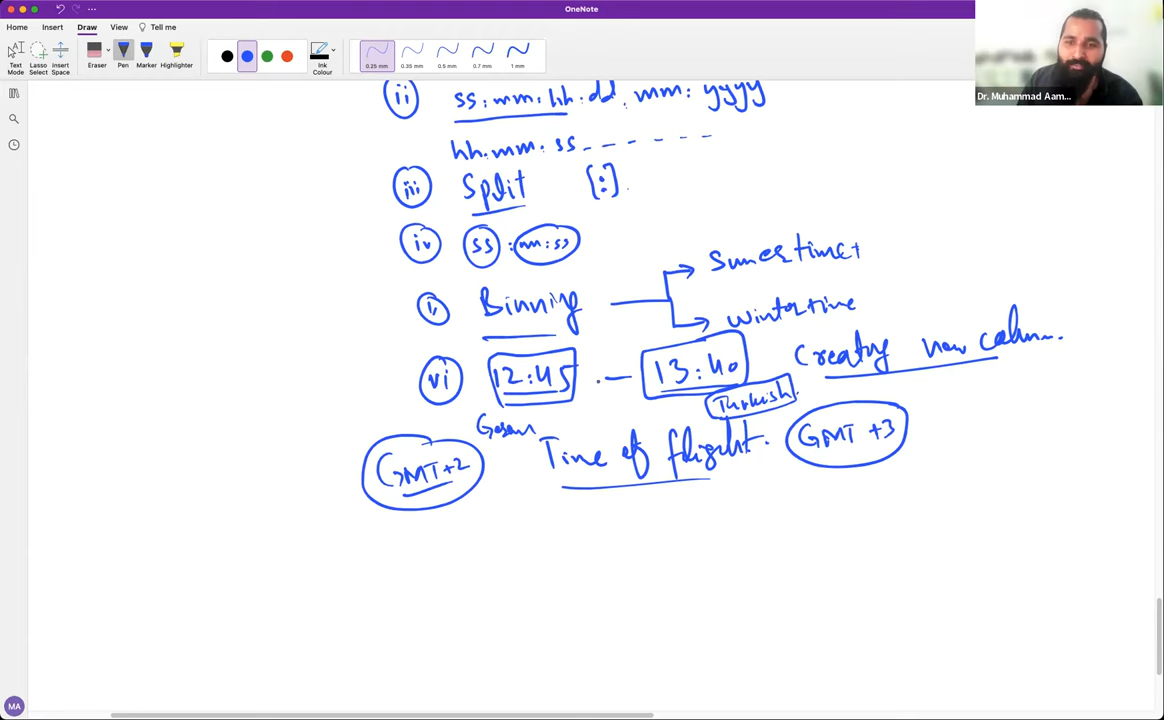 OneNote
Home Insert Draw View Tell me
Text Mode
Lasso Select
Insert Space
Eraser
Pen
Marker
Highlighter
0.25 mm
0.35 mm
0.5 mm
0.7 mm
1 mm
Ink Colour
Dr. Muhammad Aam...
ii ss:mm:hh:dd.mm:yyyy
hh:mm:ss - - - - - -
iii Split [:]
iv ss : mm:ss
Sumertime
i, Binning
wintertime
vi 12:45 - 13:40 Creating new colum...
Turkish
GMT+2 Time of flight. GMT +3
MA